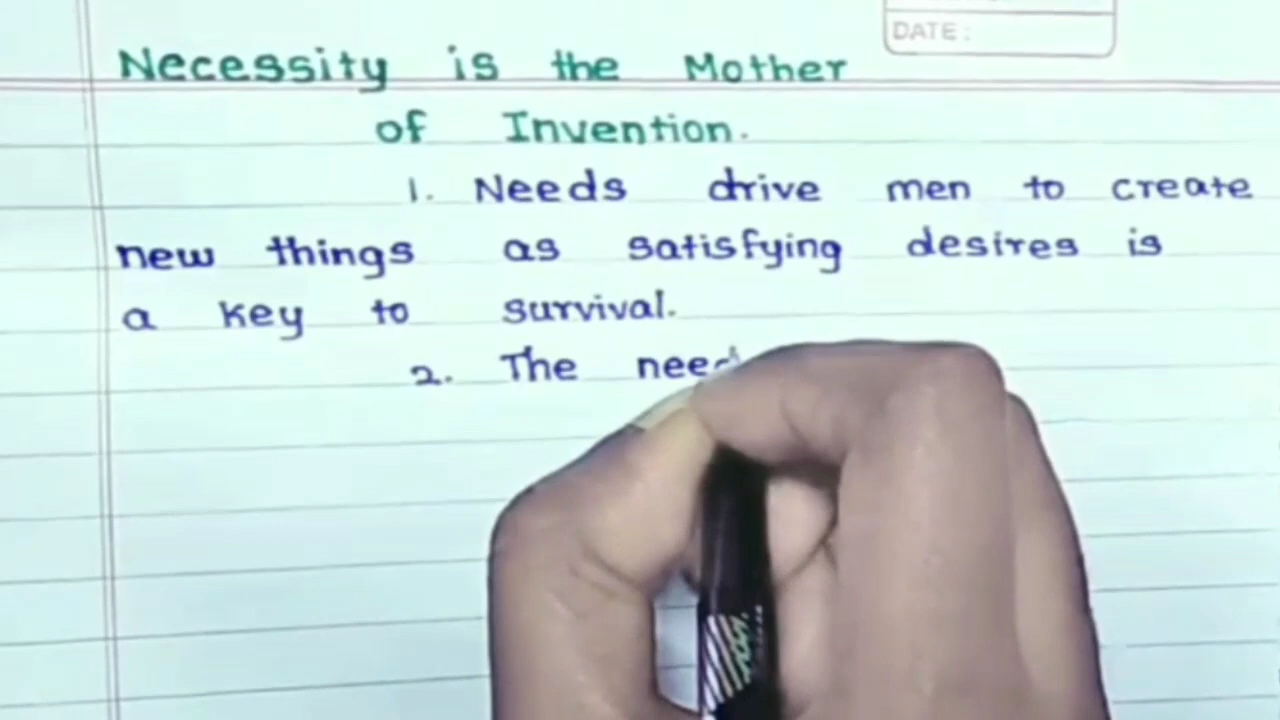 DATE:
Necessity is the Mother
of Invention.
1. Needs drive men to create
new things as satisfying desires is
a key to survival.
2. The need